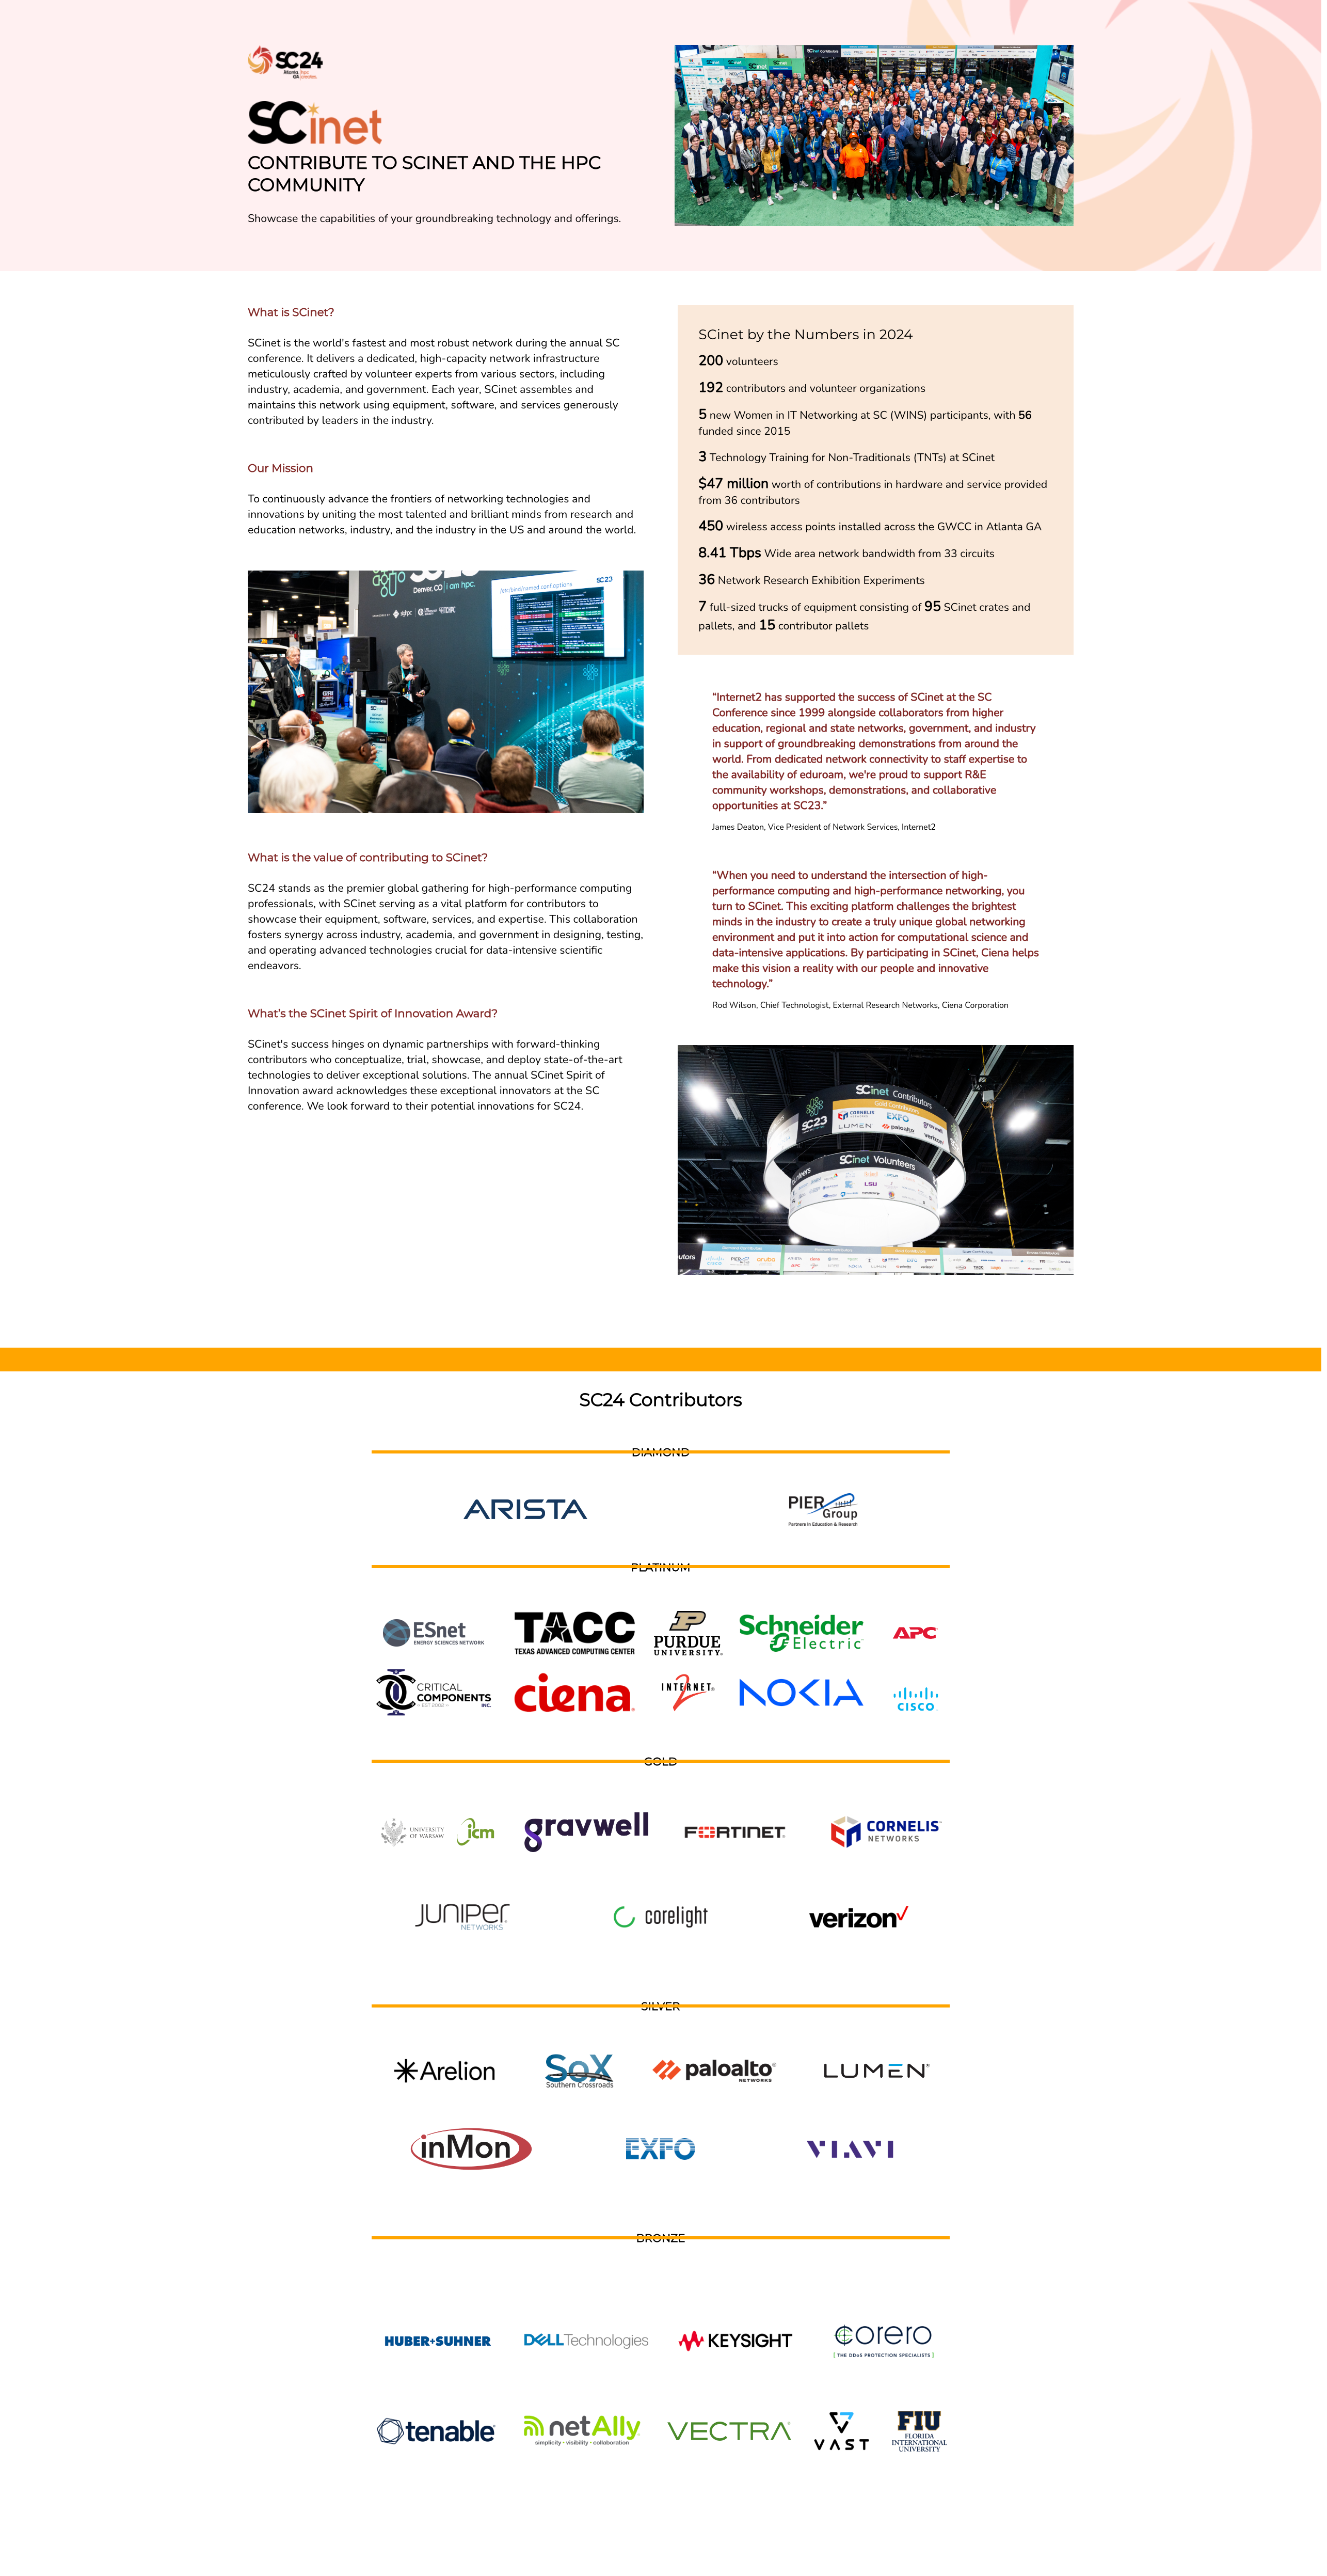 SC24
Atlanta, hpc
GA creates.
SCinet
CONTRIBUTE TO SCINET AND THE HPC
COMMUNITY
Showcase the capabilities of your groundbreaking technology and offerings.
What is SCinet?
SCinet is the world's fastest and most robust network during the annual SC
conference. It delivers a dedicated, high-capacity network infrastructure
meticulously crafted by volunteer experts from various sectors, including
industry, academia, and government. Each year, SCinet assembles and
maintains this network using equipment, software, and services generously
contributed by leaders in the industry.
Our Mission
To continuously advance the frontiers of networking technologies and
innovations by uniting the most talented and brilliant minds from research and
education networks, industry, and the industry in the US and around the world.
Denver, CO i am hpc.
/etc/bind/named.conf.options
SC23
What is the value of contributing to SCinet?
SC24 stands as the premier global gathering for high-performance computing
professionals, with SCinet serving as a vital platform for contributors to
showcase their equipment, software, services, and expertise. This collaboration
fosters synergy across industry, academia, and government in designing, testing,
and operating advanced technologies crucial for data-intensive scientific
endeavors.
What's the SCinet Spirit of Innovation Award?
SCinet's success hinges on dynamic partnerships with forward-thinking
contributors who conceptualize, trial, showcase, and deploy state-of-the-art
technologies to deliver exceptional solutions. The annual SCinet Spirit of
Innovation award acknowledges these exceptional innovators at the SC
conference. We look forward to their potential innovations for SC24.
SCinet by the Numbers in 2024
200 volunteers
192 contributors and volunteer organizations
5 new Women in IT Networking at SC (WINS) participants, with 56
funded since 2015
3 Technology Training for Non-Traditionals (TNTs) at SCinet
$47 million worth of contributions in hardware and service provided
from 36 contributors
450 wireless access points installed across the GWCC in Atlanta GA
8.41 Tbps Wide area network bandwidth from 33 circuits
36 Network Research Exhibition Experiments
7 full-sized trucks of equipment consisting of 95 SCinet crates and
pallets, and 15 contributor pallets
“Internet2 has supported the success of SCinet at the SC
Conference since 1999 alongside collaborators from higher
education, regional and state networks, government, and industry
in support of groundbreaking demonstrations from around the
world. From dedicated network connectivity to staff expertise to
the availability of eduroam, we're proud to support R&E
community workshops, demonstrations, and collaborative
opportunities at SC23.”
James Deaton, Vice President of Network Services, Internet2
“When you need to understand the intersection of high-
performance computing and high-performance networking, you
turn to SCinet. This exciting platform challenges the brightest
minds in the industry to create a truly unique global networking
environment and put it into action for computational science and
data-intensive applications. By participating in SCinet, Ciena helps
make this vision a reality with our people and innovative
technology.”
Rod Wilson, Chief Technologist, External Research Networks, Ciena Corporation
SCinet Contributors
Gold Contributors
SC23
CORNELIS EXFO gravwell
LUMEN paloalto verizon
SCinet Volunteers
LSU
SC24 Contributors
DIAMOND
ARISTA
PIER Group
Partners In Education & Research
PLATINUM
ESnet
ENERGY SCIENCES NETWORK
TACC
TEXAS ADVANCED COMPUTING CENTER
PURDUE
UNIVERSITY®
Schneider
Electric
APC
CRITICAL
COMPONENTS
INC.
ciena
INTERNET2
NOKIA
CISCO
GOLD
UNIVERSITY
OF WARSAW
icm
gravwell
FORTINET
CORNELIS
NETWORKS
JUNIPER
NETWORKS
corelight
verizon
SILVER
Arelion
SoX
Southern Crossroads
paloalto
NETWORKS
LUMEN
inMon
EXFO
VIAVI
BRONZE
HUBER+SUHNER
DELLTechnologies
KEYSIGHT
corero
[ THE DDoS PROTECTION SPECIALISTS ]
tenable
netAlly
simplicity • visibility • collaboration
VECTRA
VAST
FIU
FLORIDA
INTERNATIONAL
UNIVERSITY